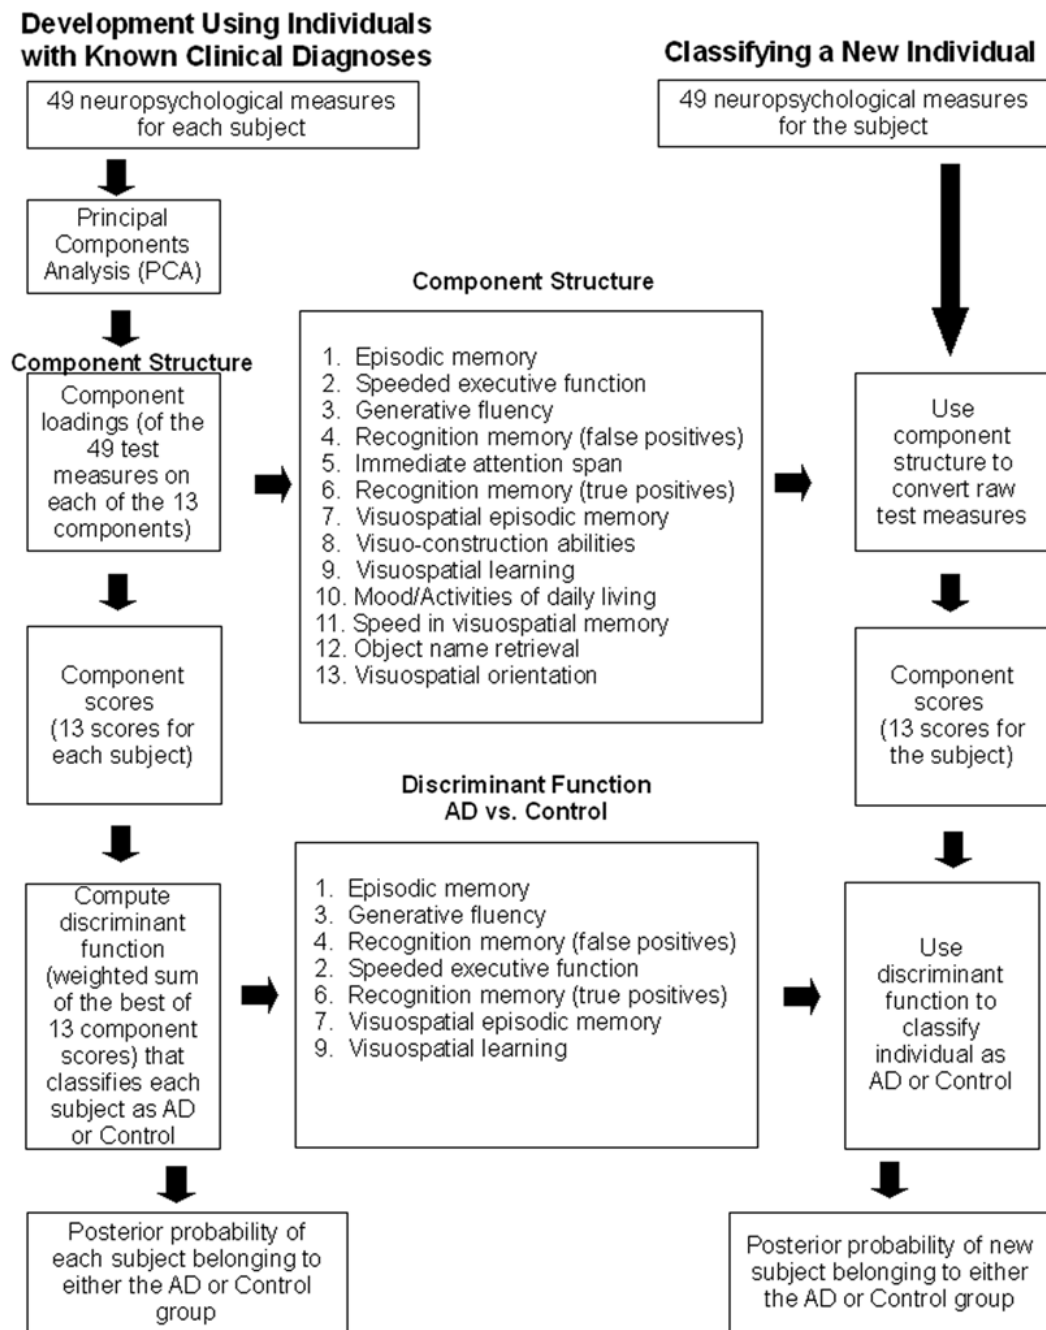 Development Using Individuals
with Known Clinical Diagnoses
49 neuropsychological measures
for each subject
Principal
Components
Analysis (PCA)
Component Structure
Component
loadings (of the
49 test
measures on
each of the 13
components)
Component
scores
(13 scores for
each subject)
Compute
discriminant
function
(weighted sum
of the best of
13 component
scores) that
classifies each
subject as AD
or Control
Posterior probability of
each subject belonging to
either the AD or Control
group
Component Structure
1. Episodic memory
2. Speeded executive function
3. Generative fluency
4. Recognition memory (false positives)
5. Immediate attention span
6. Recognition memory (true positives)
7. Visuospatial episodic memory
8. Visuo-construction abilities
9. Visuospatial learning
10. Mood/Activities of daily living
11. Speed in visuospatial memory
12. Object name retrieval
13. Visuospatial orientation
Discriminant Function
AD vs. Control
1. Episodic memory
3. Generative fluency
4. Recognition memory (false positives)
2. Speeded executive function
6. Recognition memory (true positives)
7. Visuospatial episodic memory
9. Visuospatial learning
Classifying a New Individual
49 neuropsychological measures
for the subject
Use
component
structure to
convert raw
test measures
Component
scores
(13 scores for
the subject)
Use
discriminant
function to
classify
individual as
AD or Control
Posterior probability of new
subject belonging to either
the AD or Control group